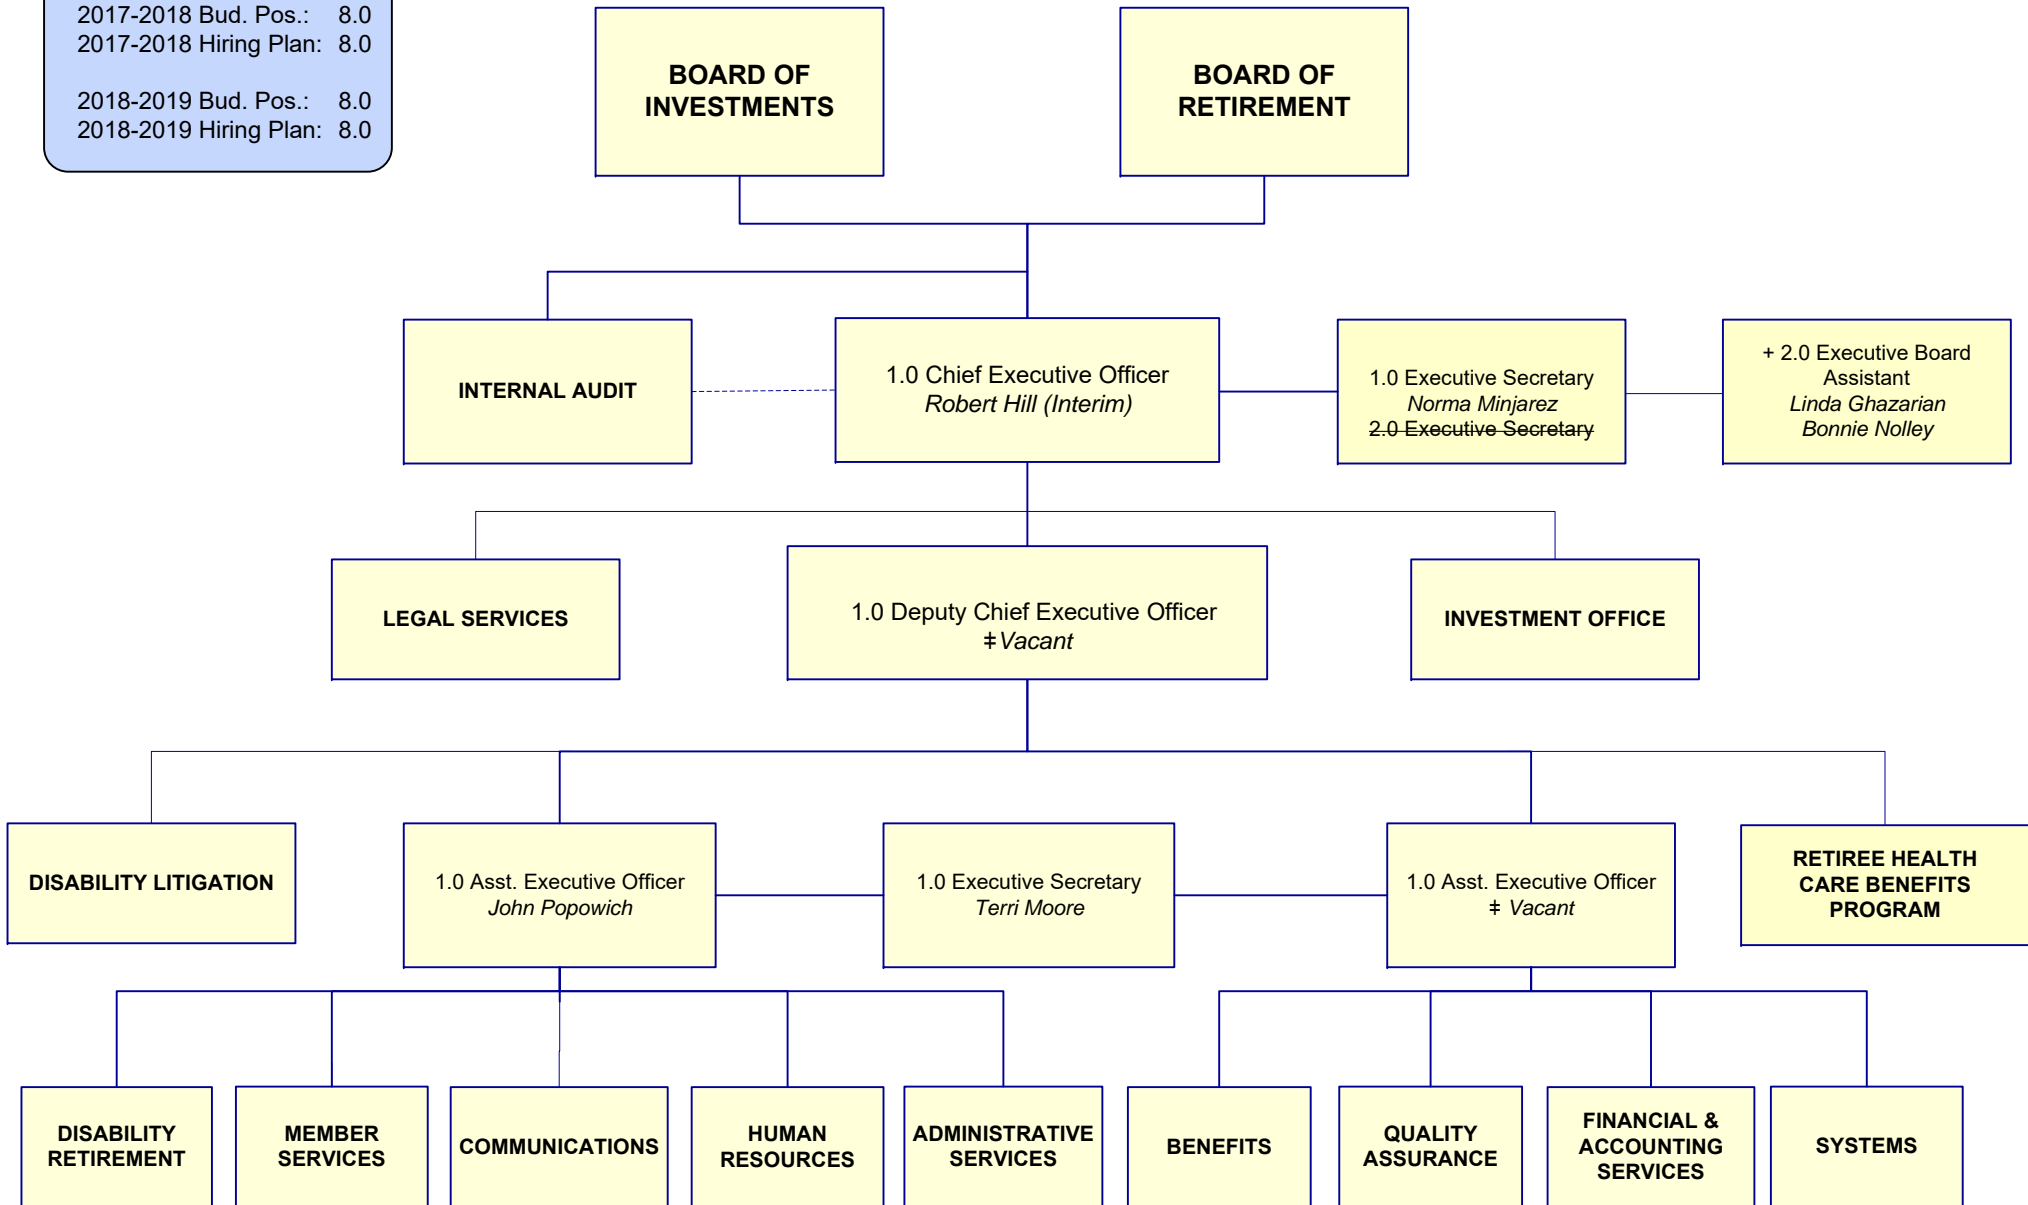 2017-2018 Bud. Pos.: 8.0
2017-2018 Hiring Plan: 8.0
2018-2019 Bud. Pos.: 8.0
2018-2019 Hiring Plan: 8.0
BOARD OF
INVESTMENTS
BOARD OF
RETIREMENT
INTERNAL AUDIT
1.0 Chief Executive Officer
Robert Hill (Interim)
1.0 Executive Secretary
Norma Minjarez
2.0 Executive Secretary
+ 2.0 Executive Board
Assistant
Linda Ghazarian
Bonnie Nolley
LEGAL SERVICES
1.0 Deputy Chief Executive Officer
‡Vacant
INVESTMENT OFFICE
DISABILITY LITIGATION
1.0 Asst. Executive Officer
John Popowich
1.0 Executive Secretary
Terri Moore
1.0 Asst. Executive Officer
‡ Vacant
RETIREE HEALTH
CARE BENEFITS
PROGRAM
DISABILITY
RETIREMENT
MEMBER
SERVICES
COMMUNICATIONS
HUMAN
RESOURCES
ADMINISTRATIVE
SERVICES
BENEFITS
QUALITY
ASSURANCE
FINANCIAL &
ACCOUNTING
SERVICES
SYSTEMS